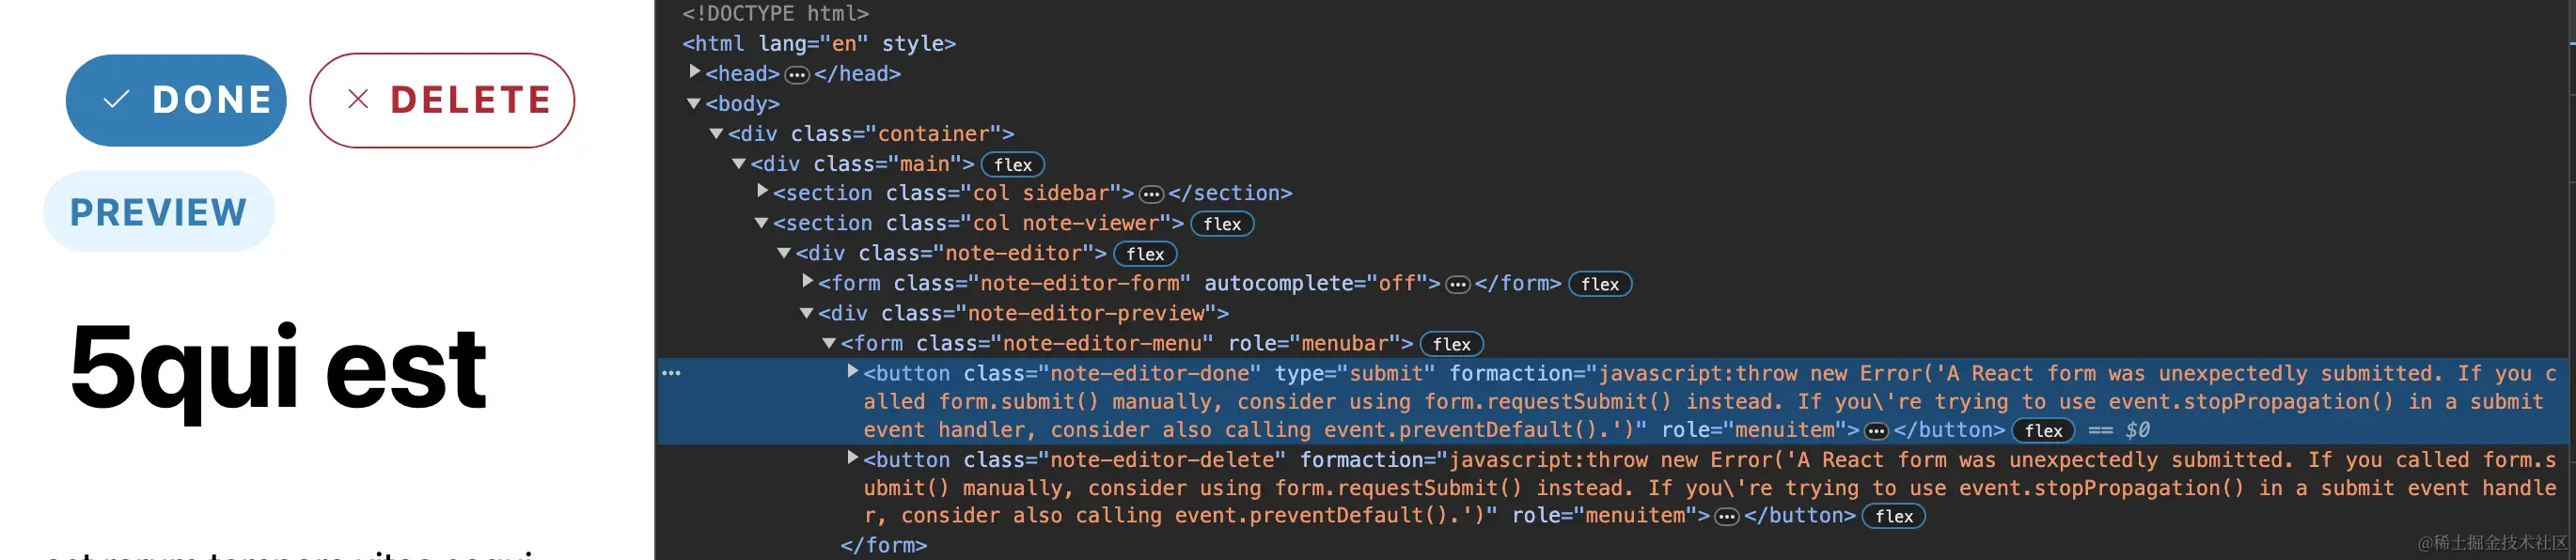 DONE
DELETE
PREVIEW
5qui est
<!DOCTYPE html>
<html lang="en" style>
<head>⋯</head>
<body>
<div class="container">
<div class="main"> flex
<section class="col sidebar">⋯</section>
<section class="col note-viewer"> flex
<div class="note-editor"> flex
<form class="note-editor-form" autocomplete="off">⋯</form> flex
<div class="note-editor-preview">
<form class="note-editor-menu" role="menubar"> flex
⋯ <button class="note-editor-done" type="submit" formaction="javascript:throw new Error('A React form was unexpectedly submitted. If you c
alled form.submit() manually, consider using form.requestSubmit() instead. If you\'re trying to use event.stopPropagation() in a submit
event handler, consider also calling event.preventDefault().')" role="menuitem">⋯</button> flex == $0
<button class="note-editor-delete" formaction="javascript:throw new Error('A React form was unexpectedly submitted. If you called form.s
ubmit() manually, consider using form.requestSubmit() instead. If you\'re trying to use event.stopPropagation() in a submit event handle
r, consider also calling event.preventDefault().')" role="menuitem">⋯</button> flex
</form>
@稀土掘金技术社区